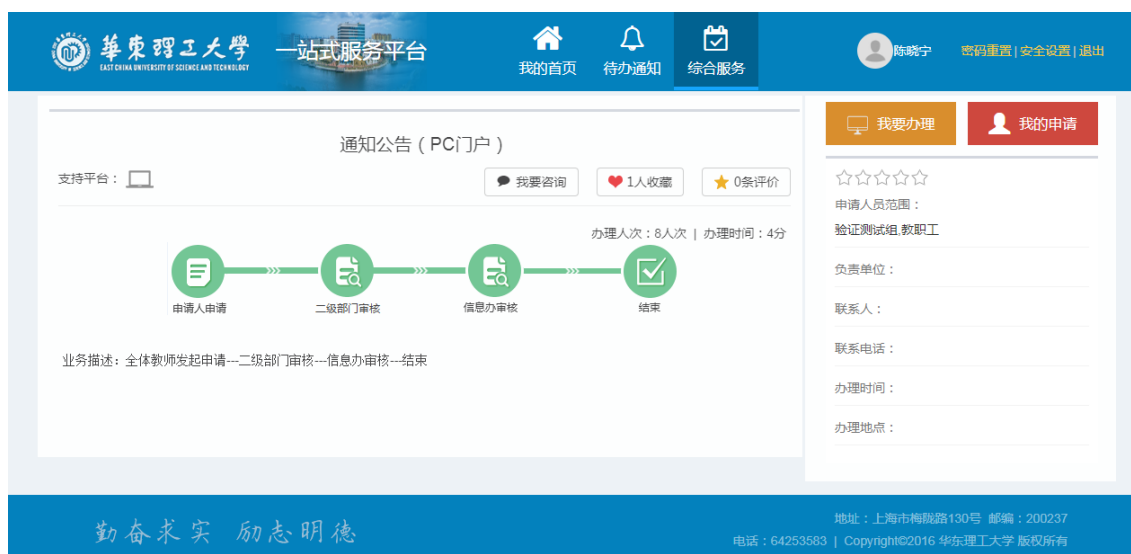 華東理工大學
EAST CHINA UNIVERSITY OF SCIENCE AND TECHNOLOGY
一站式服务平台
我的首页
待办通知
综合服务
陈晓宁
密码重置|安全设置|退出
通知公告(PC门户)
支持平台:
我要咨询
1人收藏
0条评价
办理人次:8人次 | 办理时间:4分
申请人申请
二级部门审核
信息办审核
结束
业务描述:全体教师发起申请---二级部门审核---信息办审核---结束
我要办理
我的申请
申请人员范围:
验证测试组,教职工
负责单位:
联系人:
联系电话:
办理时间:
办理地点:
勤奋求实 励志明德
地址:上海市梅陇路130号 邮编:200237
电话:64253583 | Copyright©2016 华东理工大学 版权所有